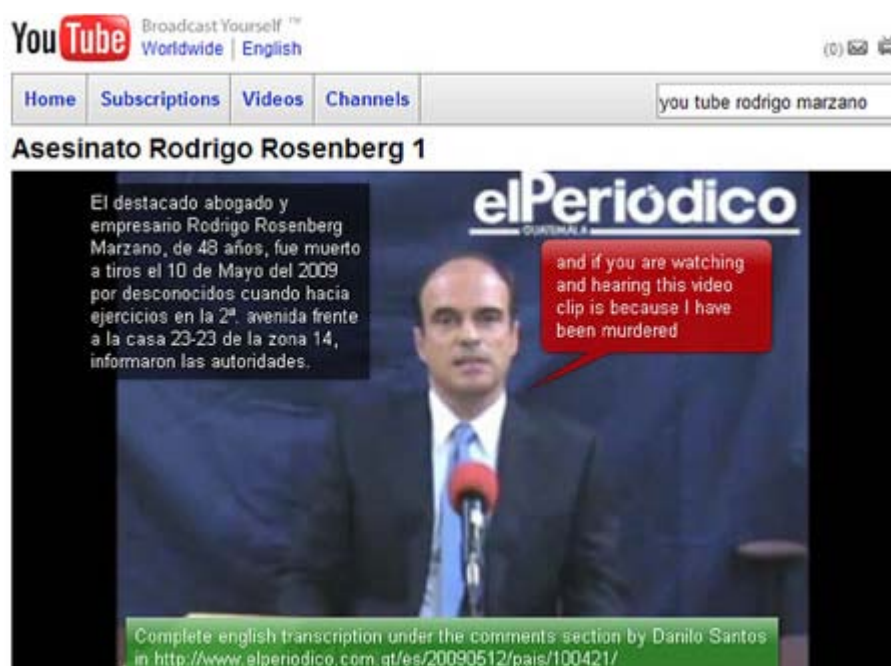 YouTube Broadcast Yourself ™
Worldwide | English
(0)
Home Subscriptions Videos Channels
you tube rodrigo marzano
Asesinato Rodrigo Rosenberg 1
elPeriódico
GUATEMALA
El destacado abogado y
empresario Rodrigo Rosenberg
Marzano, de 48 años, fue muerto
a tiros el 10 de Mayo del 2009
por desconocidos cuando hacia
ejercicios en la 2ª. avenida frente
a la casa 23-23 de la zona 14,
informaron las autoridades.
and if you are watching
and hearing this video
clip is because I have
been murdered
Complete english transcription under the comments section by Danilo Santos
in http://www.elperiodico.com.gt/es/20090512/pais/100421/